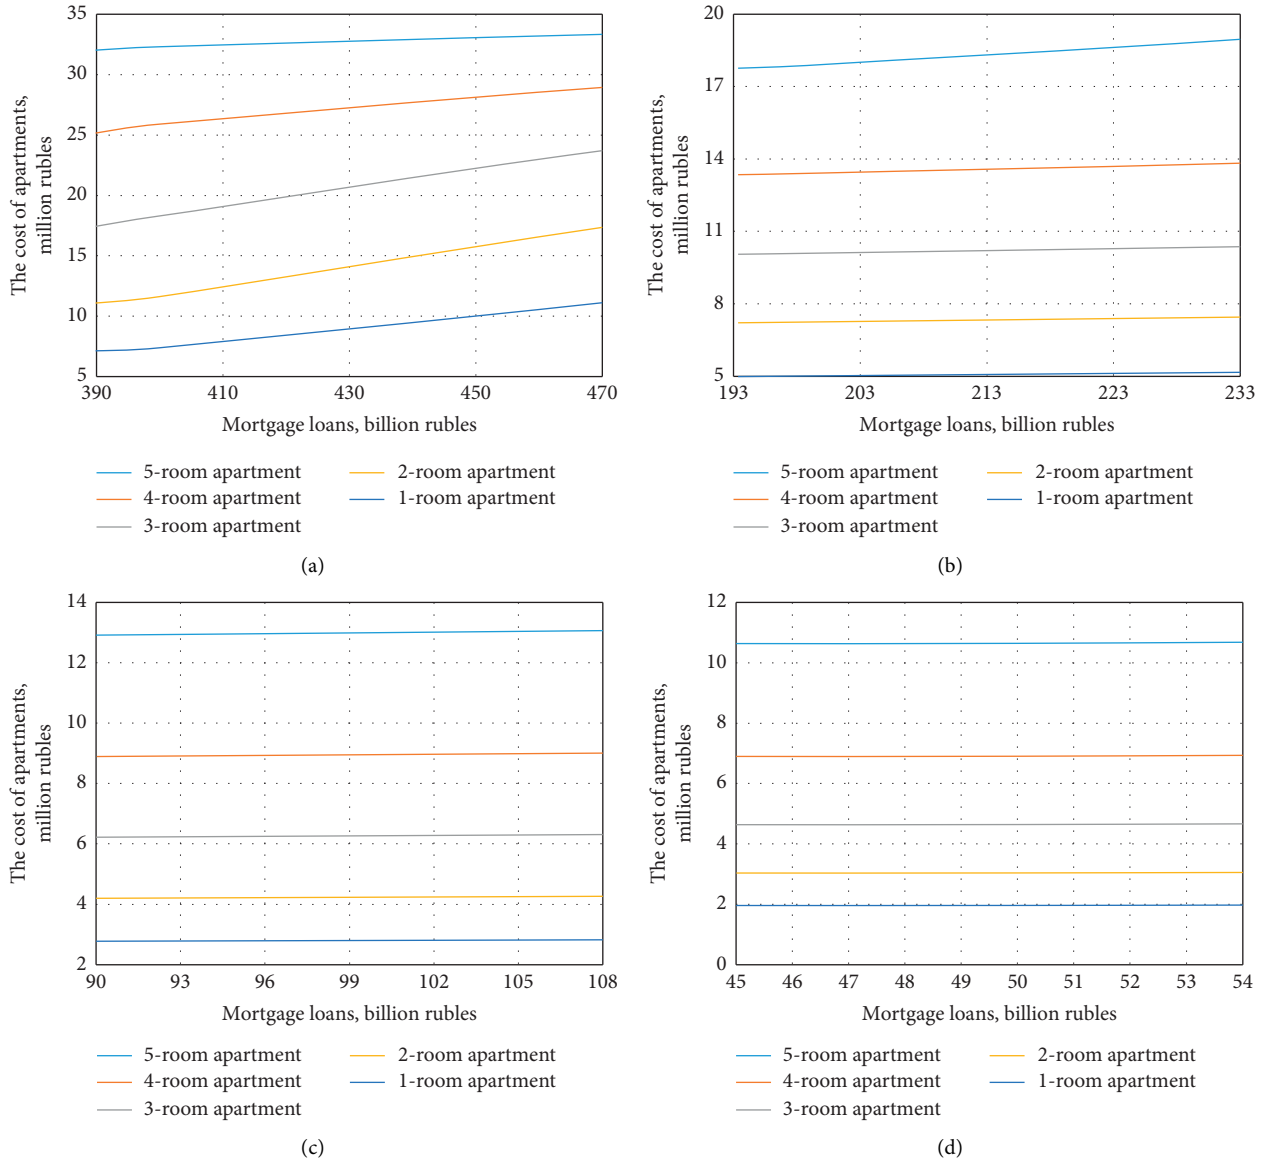 The cost of apartments,
million rubles
35
30
25
20
15
10
5
390
410
430
450
470
Mortgage loans, billion rubles
5-room apartment
4-room apartment
3-room apartment
2-room apartment
1-room apartment
(a)
The cost of apartments,
million rubles
20
17
14
11
8
5
193
203
213
223
233
Mortgage loans, billion rubles
5-room apartment
4-room apartment
3-room apartment
2-room apartment
1-room apartment
(b)
The cost of apartments,
million rubles
14
12
10
8
6
4
2
90
93
96
99
102
105
108
Mortgage loans, billion rubles
5-room apartment
4-room apartment
3-room apartment
2-room apartment
1-room apartment
(c)
The cost of apartments,
million rubles
12
10
8
6
4
2
0
45
46
47
48
49
50
51
52
53
54
Mortgage loans, billion rubles
5-room apartment
4-room apartment
3-room apartment
2-room apartment
1-room apartment
(d)